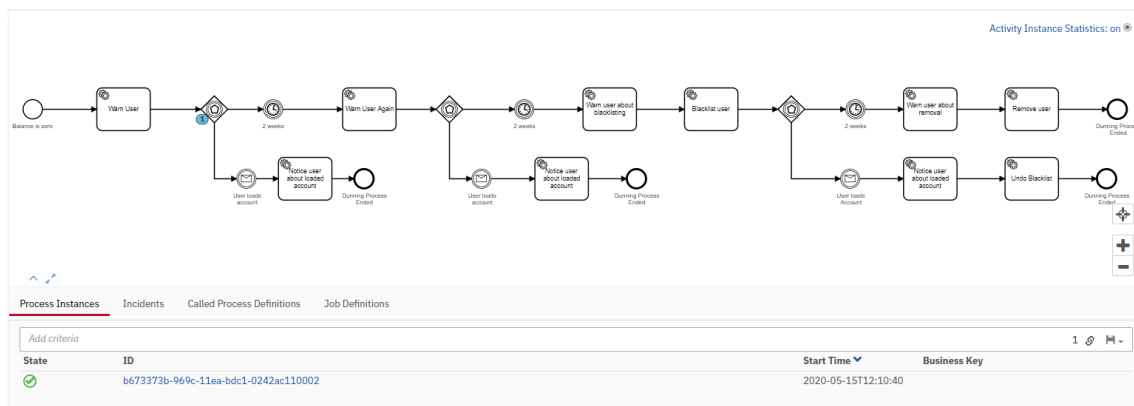 Activity Instance Statistics: on
Warn User
Warn User Again
Warn user about
blacklisting
Blacklist user
Warn user about
removal
Remove user
1
Balance is zero
2 weeks
2 weeks
2 weeks
Dunning Process
Ended
Notice user
about loaded
account
Notice user
about loaded
account
Notice user
about loaded
account
Undo Blacklist
User loads
account
Dunning Process
Ended
User loads
account
Dunning Process
Ended
User loads
Account
Dunning Process
Ended
Process Instances
Incidents
Called Process Definitions
Job Definitions
Add criteria
1
State
ID
Start Time
Business Key
b673373b-969c-11ea-bdc1-0242ac110002
2020-05-15T12:10:40